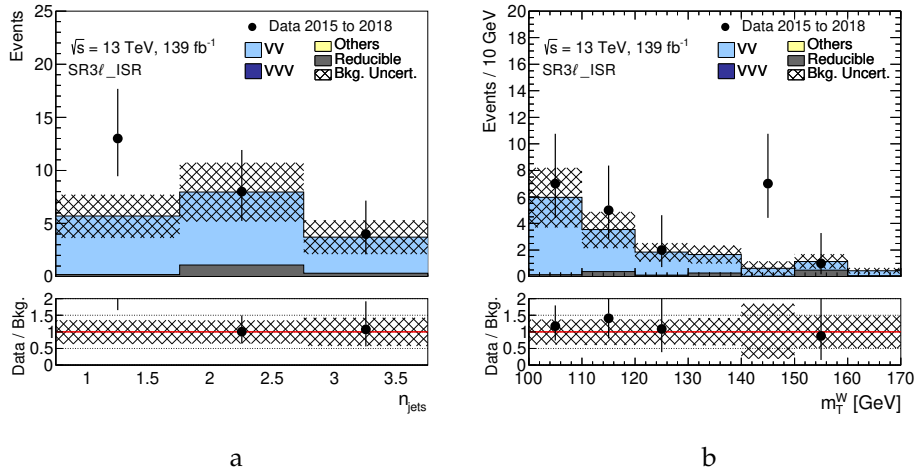 Events
25
20
15
10
5
0
Data 2015 to 2018
√s = 13 TeV, 139 fb⁻¹
SR3ℓ_ISR
VV
VVV
Others
Reducible
Bkg. Uncert.
Data / Bkg.
2
1.5
1
0.5
0
1 1.5 2 2.5 3 3.5
n_jets
a
Events / 10 GeV
20
18
16
14
12
10
8
6
4
2
0
Data 2015 to 2018
√s = 13 TeV, 139 fb⁻¹
SR3ℓ_ISR
VV
VVV
Others
Reducible
Bkg. Uncert.
Data / Bkg.
2
1.5
1
0.5
0
100 110 120 130 140 150 160 170
m_T^W [GeV]
b